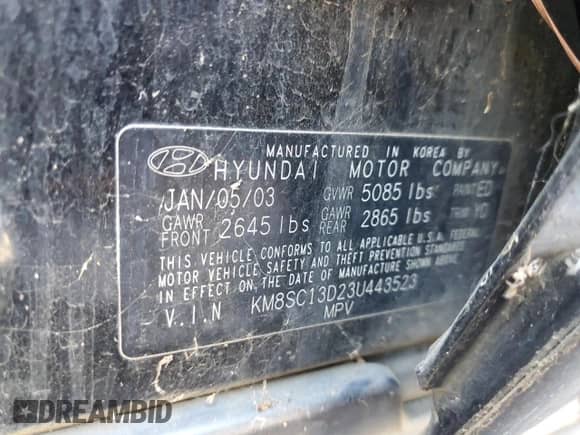 MANUFACTURED IN KOREA BY
HYUNDAI MOTOR COMPANY
JAN/05/03 GVWR 5085 lbs PAINT ED
GAWR FRONT 2645 lbs GAWR REAR 2865 lbs TRIM YD
THIS VEHICLE CONFORMS TO ALL APPLICABLE U.S.A. FEDERAL
MOTOR VEHICLE SAFETY AND THEFT PREVENTION STANDARDS
IN EFFECT ON THE DATE OF MANUFACTURE SHOWN ABOVE.
V.I.N KM8SC13D23U443523
MPV
DREAMBID